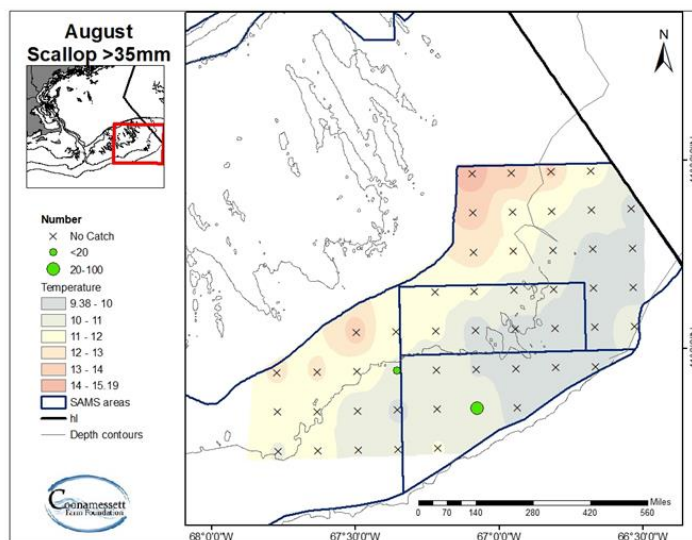 August
Scallop >35mm
N
Number
No Catch
<20
20-100
Temperature
9.38 - 10
10 - 11
11 - 12
12 - 13
13 - 14
14 - 15.19
SAMS areas
hl
Depth contours
Coonamessett
Farm Foundation
Miles
0 70 140 280 420 560
68°0'0"W 67°30'0"W 67°0'0"W 66°30'0"W